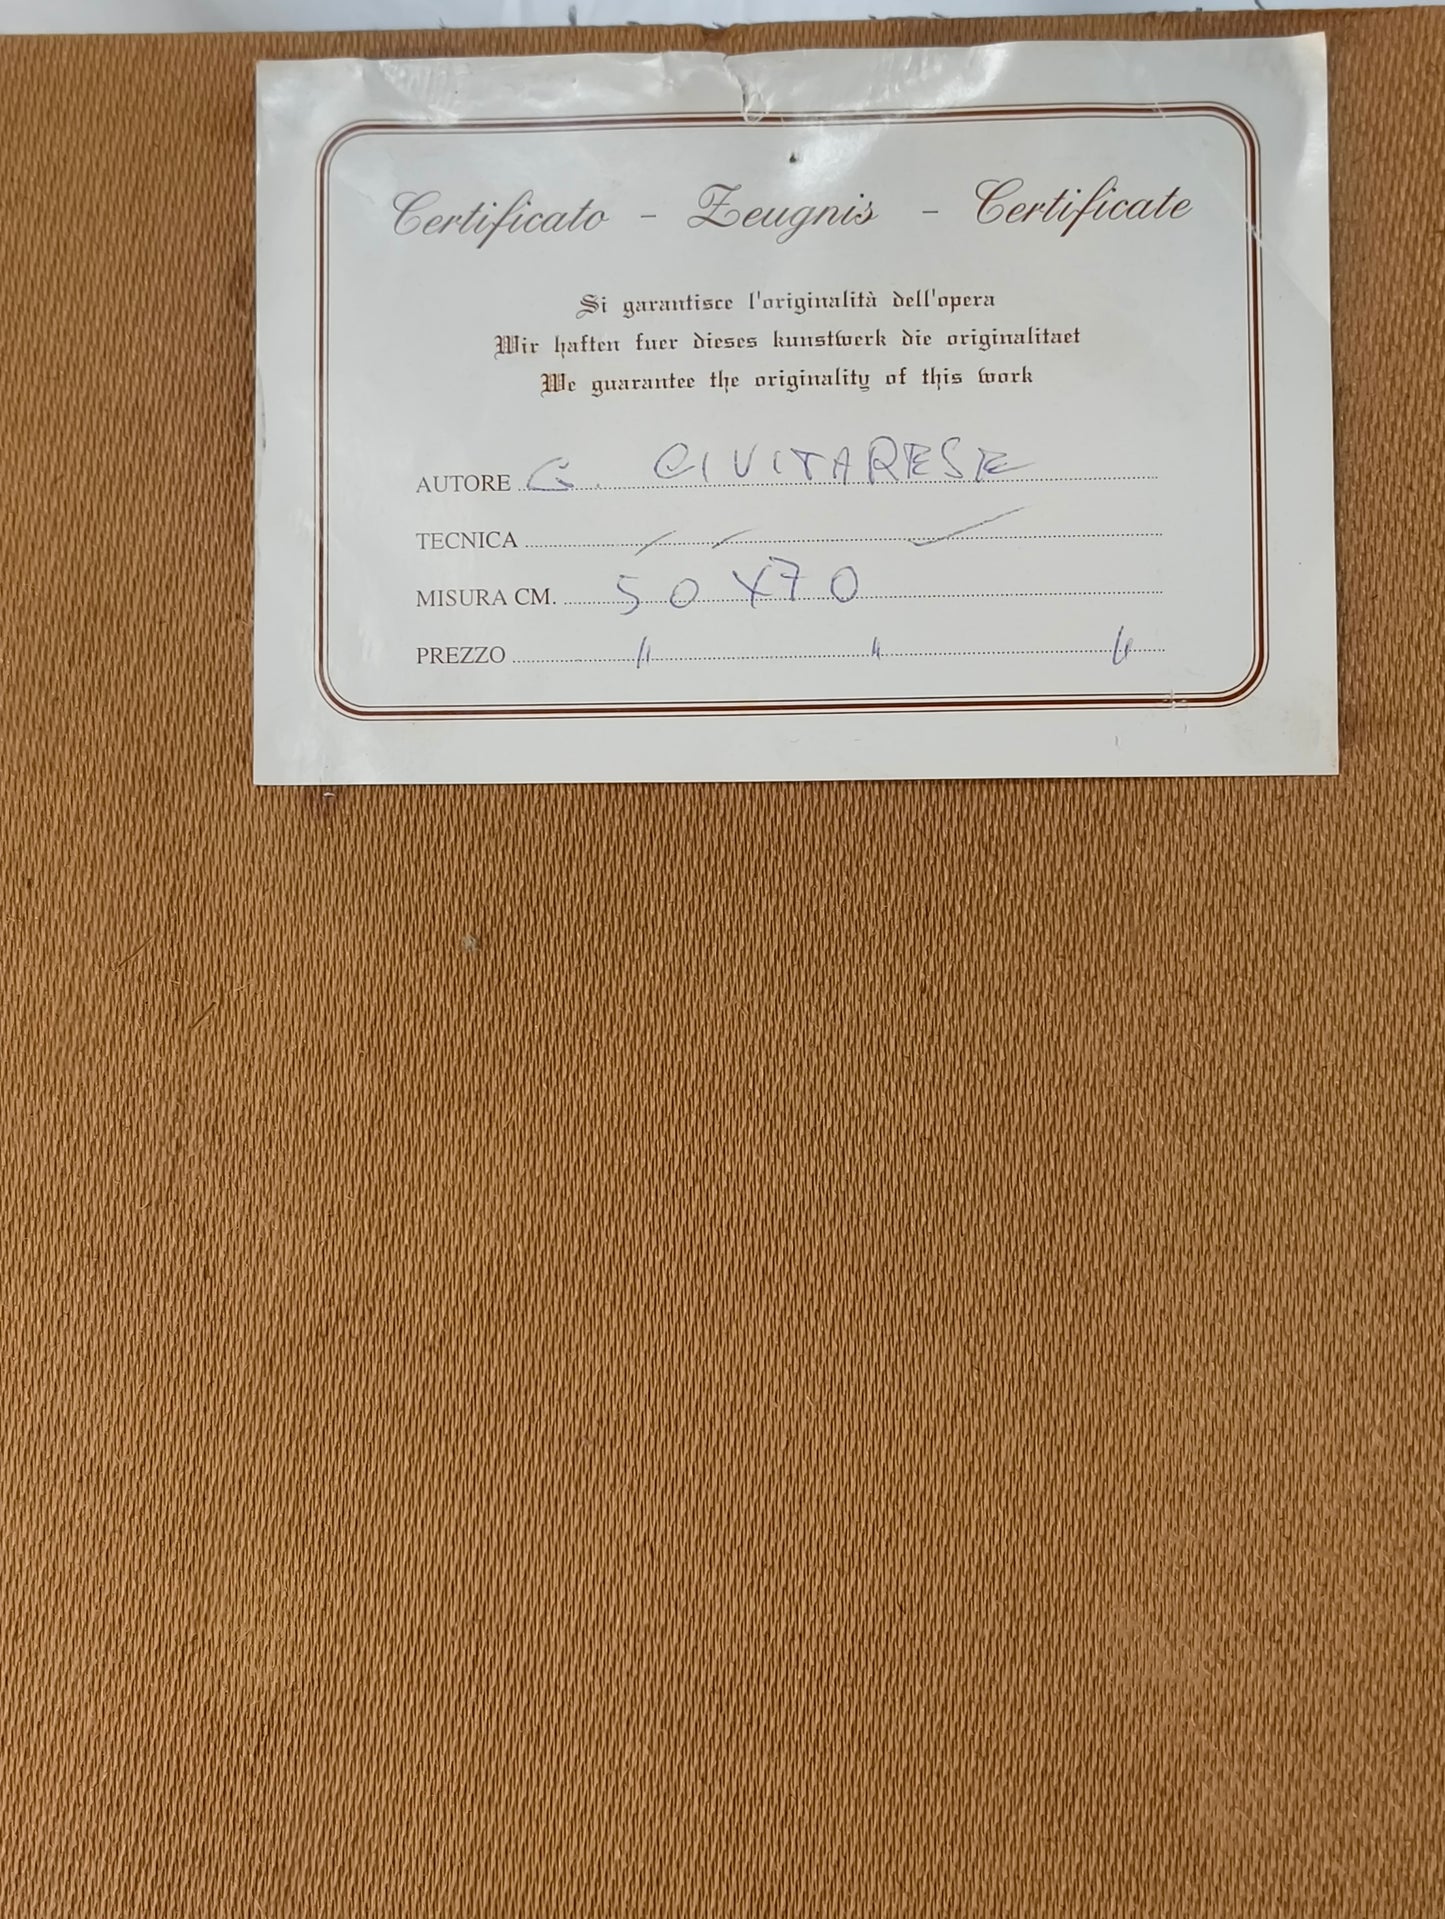 Certificato - Zeugnis - Certificate
Si garantisce l'originalità dell'opera
Wir haften fuer dieses kunstwerk die originalitaet
We guarantee the originality of this work
AUTORE G. CIVITARESE
TECNICA
MISURA CM. 50X70
PREZZO